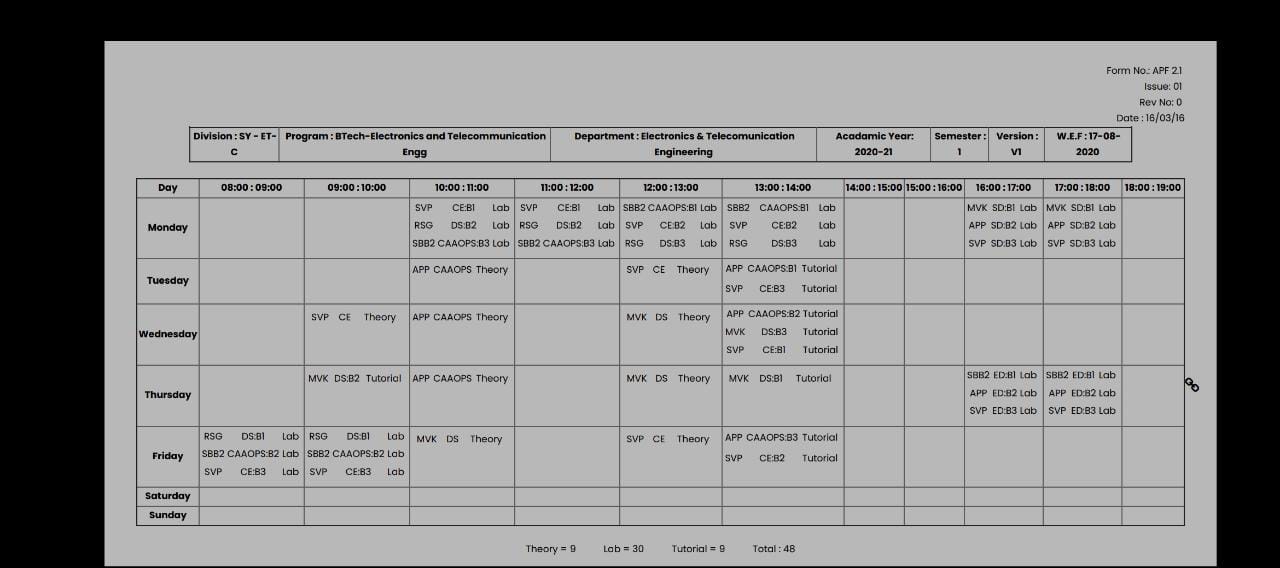 Form No.: APF 2.1
Issue: 01
Rev No: 0
Date : 16/03/16
Division : SY - ET- Program : BTech-Electronics and Telecommunication Department : Electronics & Telecomunication Acadamic Year: Semester : Version : W.E.F : 17-08-
C Engg Engineering 2020-21 1 V1 2020
Day 08:00 : 09:00 09:00 : 10:00 10:00 : 11:00 11:00 : 12:00 12:00 : 13:00 13:00 : 14:00 14:00 : 15:00 15:00 : 16:00 16:00 : 17:00 17:00 : 18:00 18:00 : 19:00
SVP CE:B1 Lab SVP CE:B1 Lab SBB2 CAAOPS:B1 Lab SBB2 CAAOPS:B1 Lab MVK SD:B1 Lab MVK SD:B1 Lab
Monday RSG DS:B2 Lab RSG DS:B2 Lab SVP CE:B2 Lab SVP CE:B2 Lab APP SD:B2 Lab APP SD:B2 Lab
SBB2 CAAOPS:B3 Lab SBB2 CAAOPS:B3 Lab RSG DS:B3 Lab RSG DS:B3 Lab SVP SD:B3 Lab SVP SD:B3 Lab
APP CAAOPS Theory SVP CE Theory APP CAAOPS:B1 Tutorial
Tuesday
SVP CE:B3 Tutorial
SVP CE Theory APP CAAOPS Theory MVK DS Theory APP CAAOPS:B2 Tutorial
Wednesday MVK DS:B3 Tutorial
SVP CE:B1 Tutorial
MVK DS:B2 Tutorial APP CAAOPS Theory MVK DS Theory MVK DS:B1 Tutorial SBB2 ED:B1 Lab SBB2 ED:B1 Lab
Thursday APP ED:B2 Lab APP ED:B2 Lab
SVP ED:B3 Lab SVP ED:B3 Lab
RSG DS:B1 Lab RSG DS:B1 Lab MVK DS Theory SVP CE Theory APP CAAOPS:B3 Tutorial
Friday SBB2 CAAOPS:B2 Lab SBB2 CAAOPS:B2 Lab SVP CE:B2 Tutorial
SVP CE:B3 Lab SVP CE:B3 Lab
Saturday
Sunday
Theory = 9 Lab = 30 Tutorial = 9 Total : 48